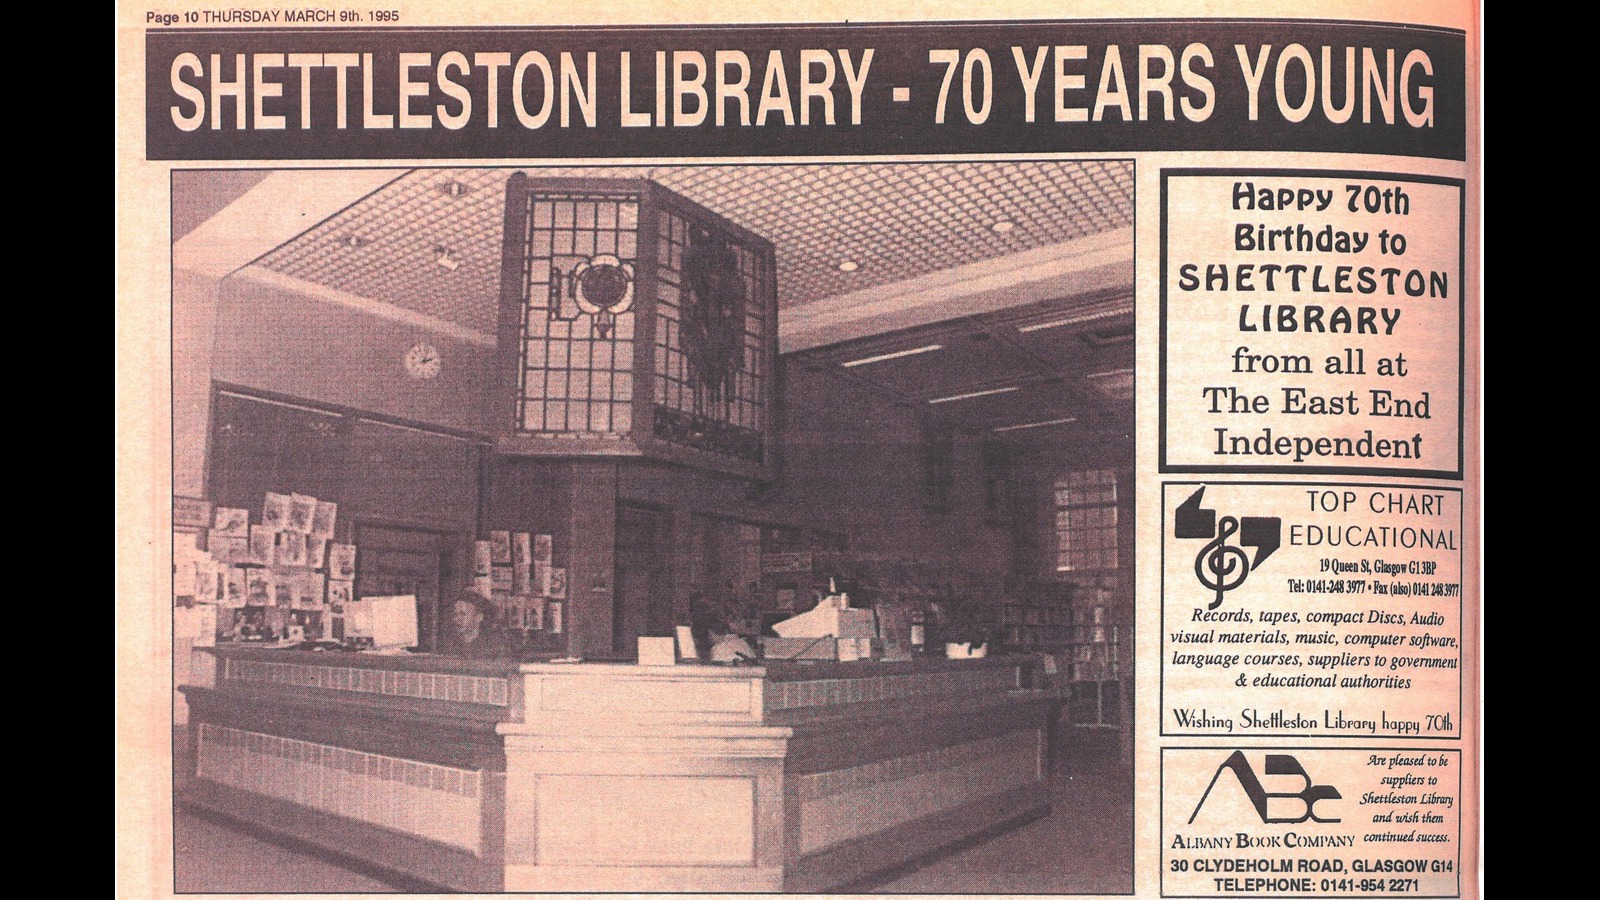 Page 10 THURSDAY MARCH 9th. 1995
SHETTLESTON LIBRARY - 70 YEARS YOUNG
Happy 70th
Birthday to
SHETTLESTON
LIBRARY
from all at
The East End
Independent
TOP CHART
EDUCATIONAL
19 Queen St, Glasgow G1 3BP
Tel: 0141-248 3977 • Fax (also) 0141 248 3977
Records, tapes, compact Discs, Audio
visual materials, music, computer software,
language courses, suppliers to government
& educational authorities
Wishing Shettleston Library happy 70th
ABC
ALBANY BOOK COMPANY
Are pleased to be
suppliers to
Shettleston Library
and wish them
continued success.
30 CLYDEHOLM ROAD, GLASGOW G14
TELEPHONE: 0141-954 2271